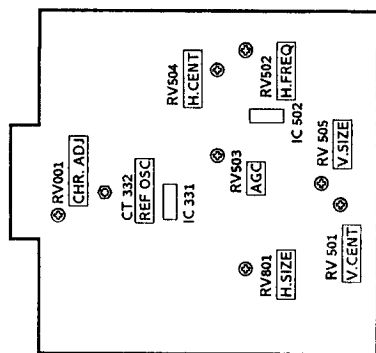 RV504
H.CENT
RV502
H.FREQ
IC 502
RV001
CHR. ADJ
CT 332
REF OSC
IC 331
RV503
AGC
RV 505
V.SIZE
RV801
H.SIZE
RV 501
V.CENT